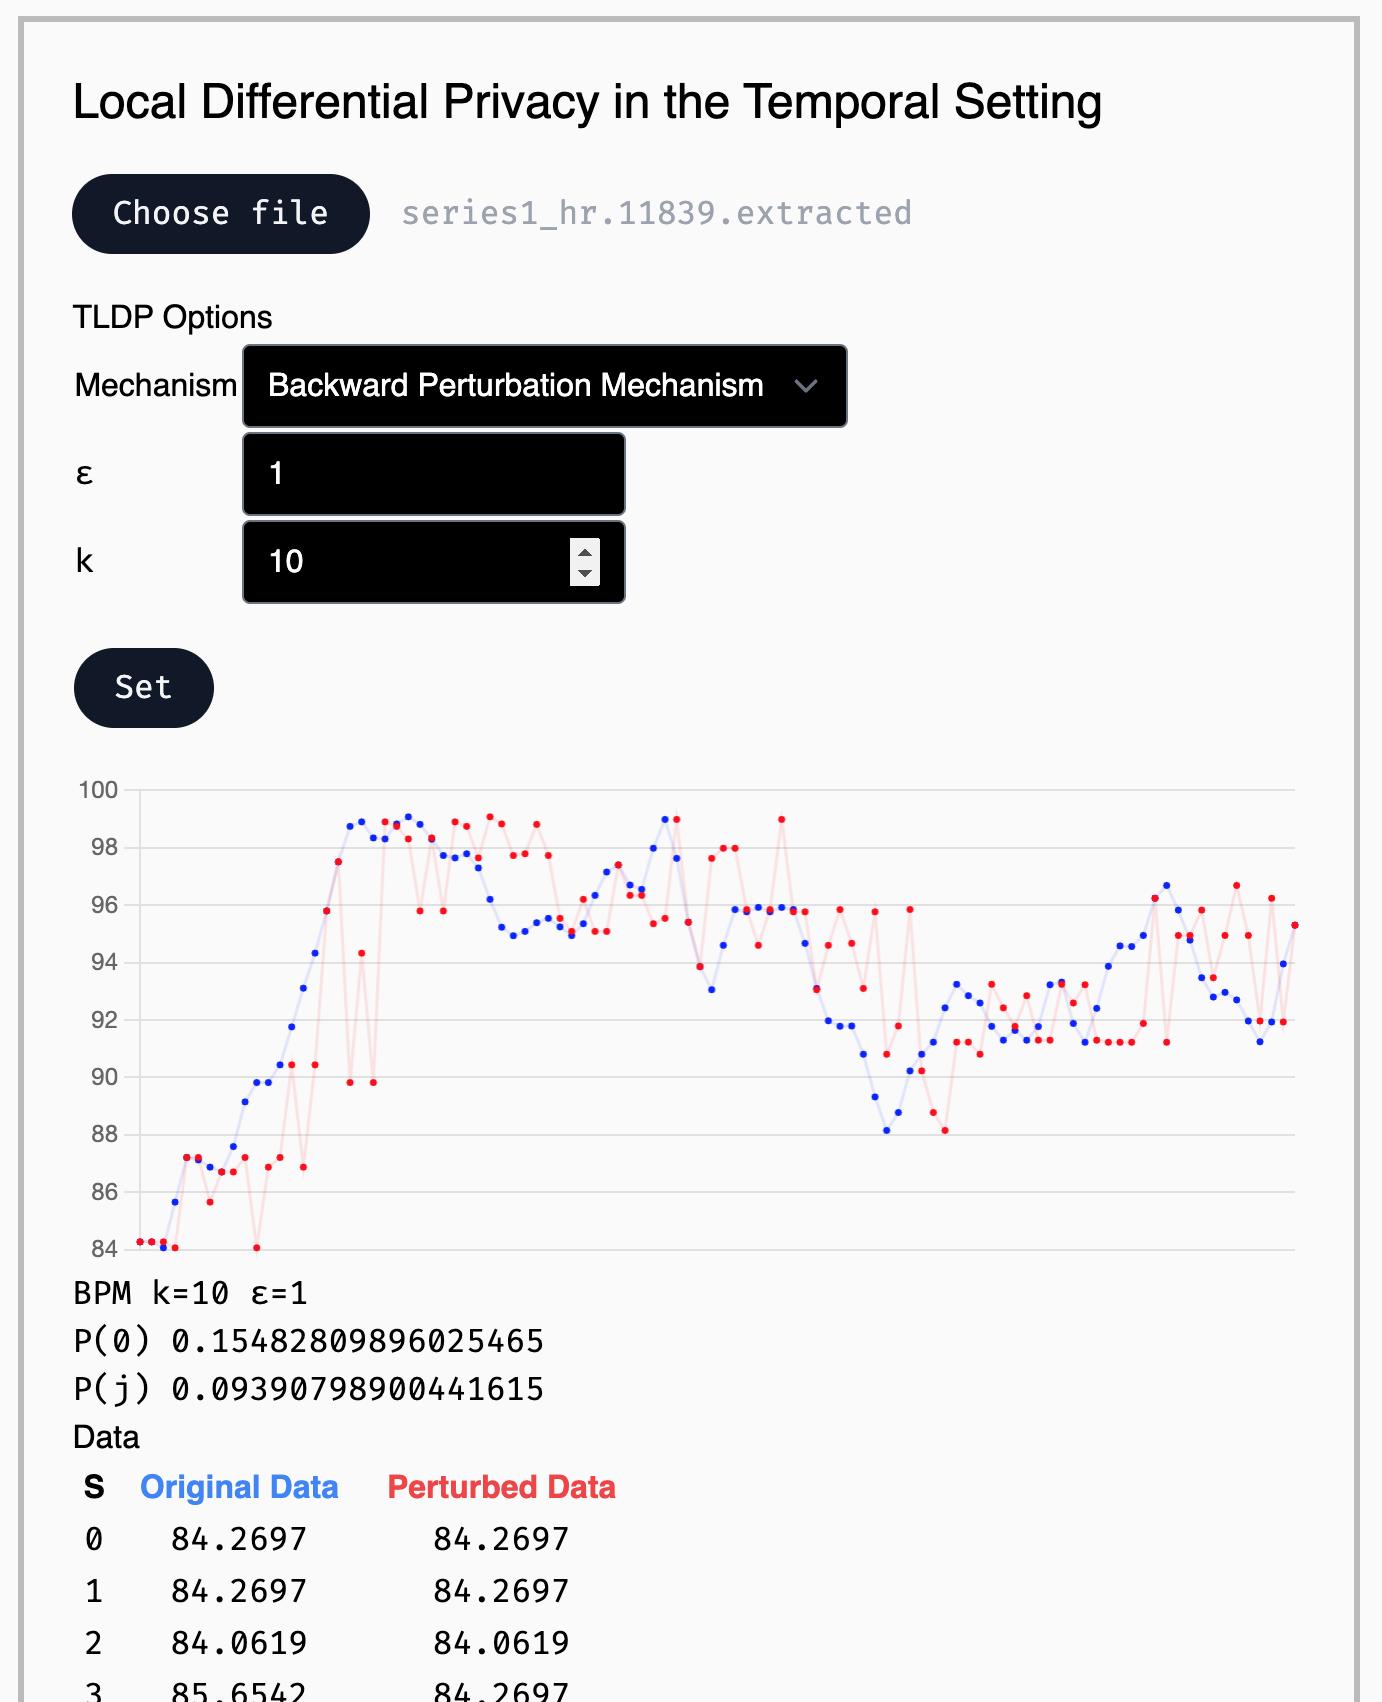 Local Differential Privacy in the Temporal Setting
Choose file series1_hr.11839.extracted
TLDP Options
Mechanism Backward Perturbation Mechanism
ε 1
k 10
Set
100
98
96
94
92
90
88
86
84
BPM k=10 ε=1
P(0) 0.15482809896025465
P(j) 0.09390798900441615
Data
S Original Data Perturbed Data
0 84.2697 84.2697
1 84.2697 84.2697
2 84.0619 84.0619
3 85.6542 84.2697